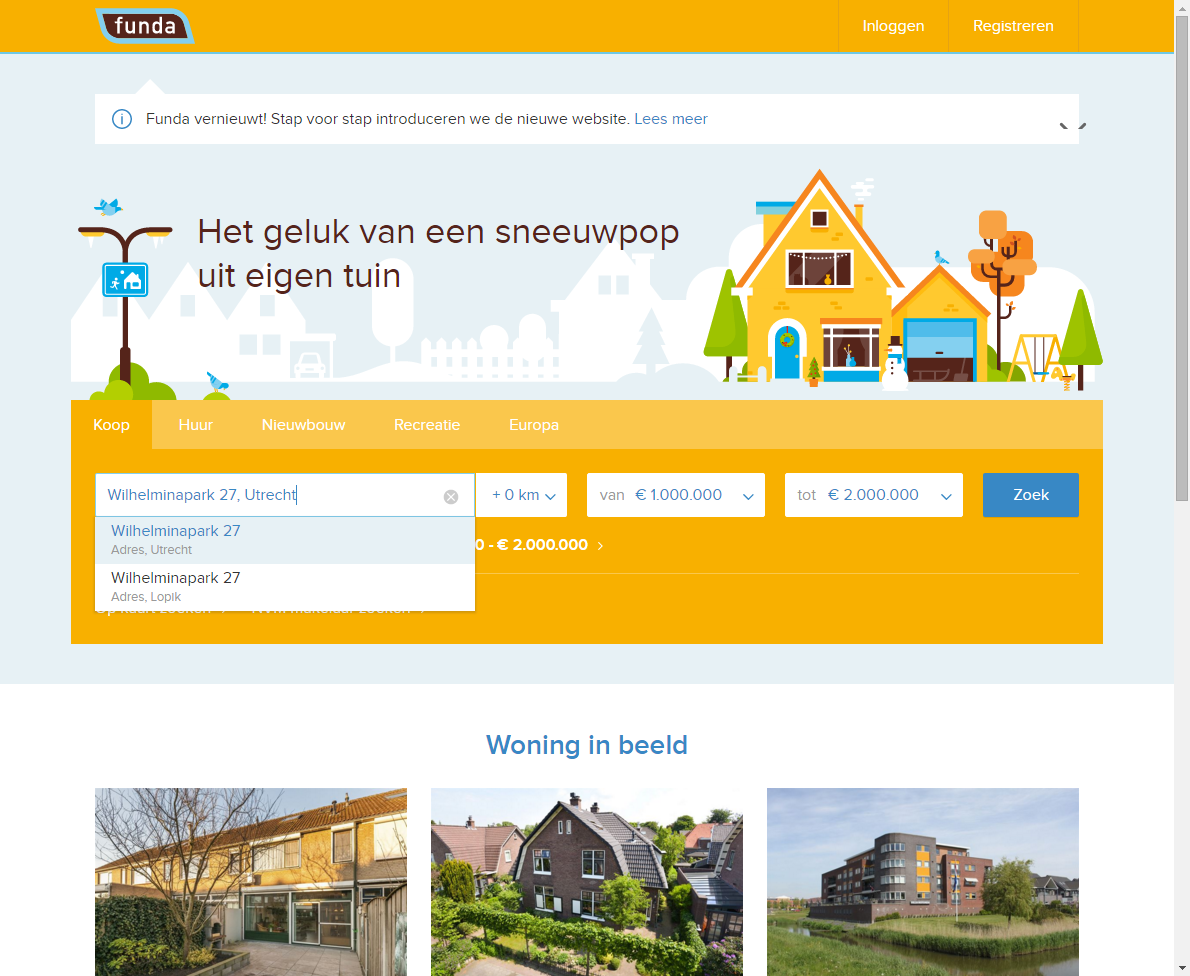 funda
Inloggen
Registreren
Funda vernieuwt! Stap voor stap introduceren we de nieuwe website. Lees meer
Het geluk van een sneeuwpop
uit eigen tuin
Koop
Huur
Nieuwbouw
Recreatie
Europa
Wilhelminapark 27, Utrecht
+ 0 km
van € 1.000.000
tot € 2.000.000
Zoek
Wilhelminapark 27
Adres, Utrecht
0 - € 2.000.000 ›
Wilhelminapark 27
Adres, Lopik
Woning in beeld